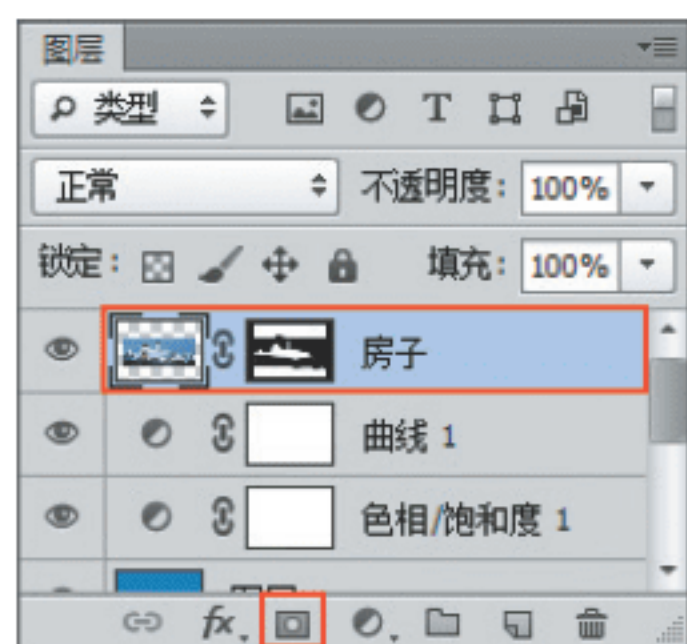 图层
类型
正常 不透明度: 100%
锁定: 填充: 100%
房子
曲线 1
色相/饱和度 1
fx